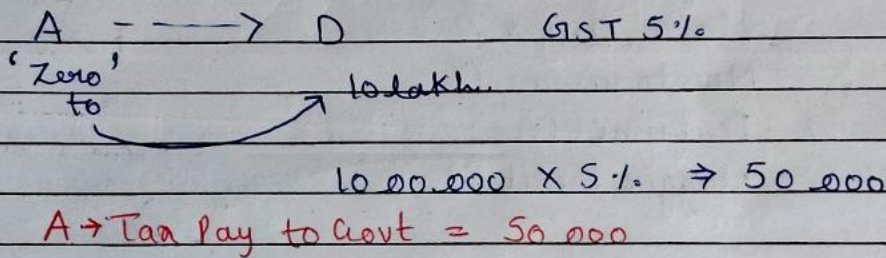 A - - —> D GST 5%
'Zero'
to 10 lakh.
10 00.000 X 5% ⇒ 50 000
A → Tax Pay to Govt = 50 000